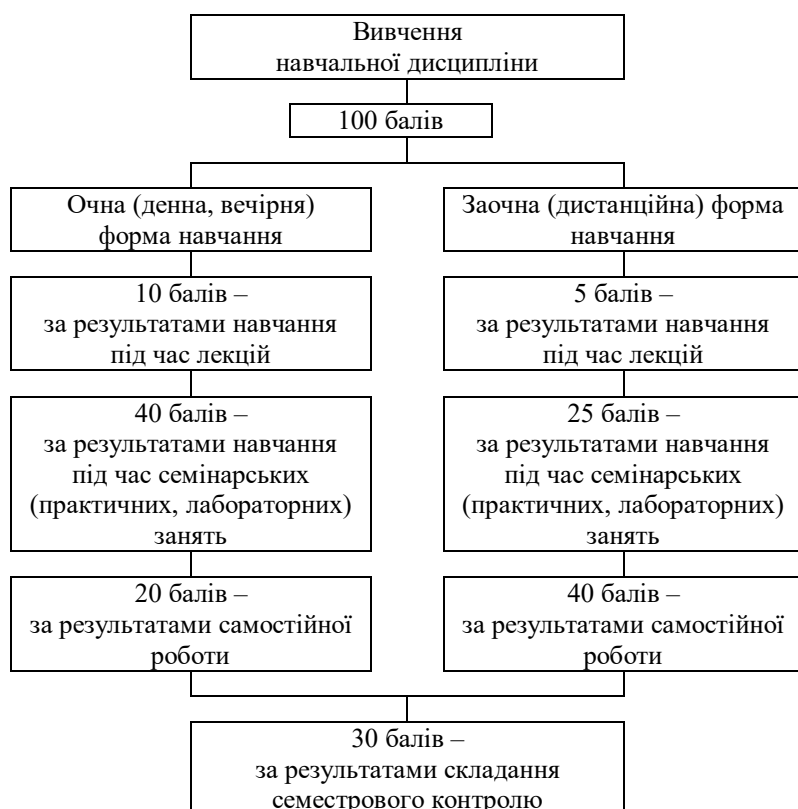 Вивчення
навчальної дисципліни
100 балів
Очна (денна, вечірня)
форма навчання
Заочна (дистанційна) форма
навчання
10 балів –
за результатами навчання
під час лекцій
5 балів –
за результатами навчання
під час лекцій
40 балів –
за результатами навчання
під час семінарських
(практичних, лабораторних)
занять
25 балів –
за результатами навчання
під час семінарських
(практичних, лабораторних)
занять
20 балів –
за результатами самостійної
роботи
40 балів –
за результатами самостійної
роботи
30 балів –
за результатами складання
семестрового контролю